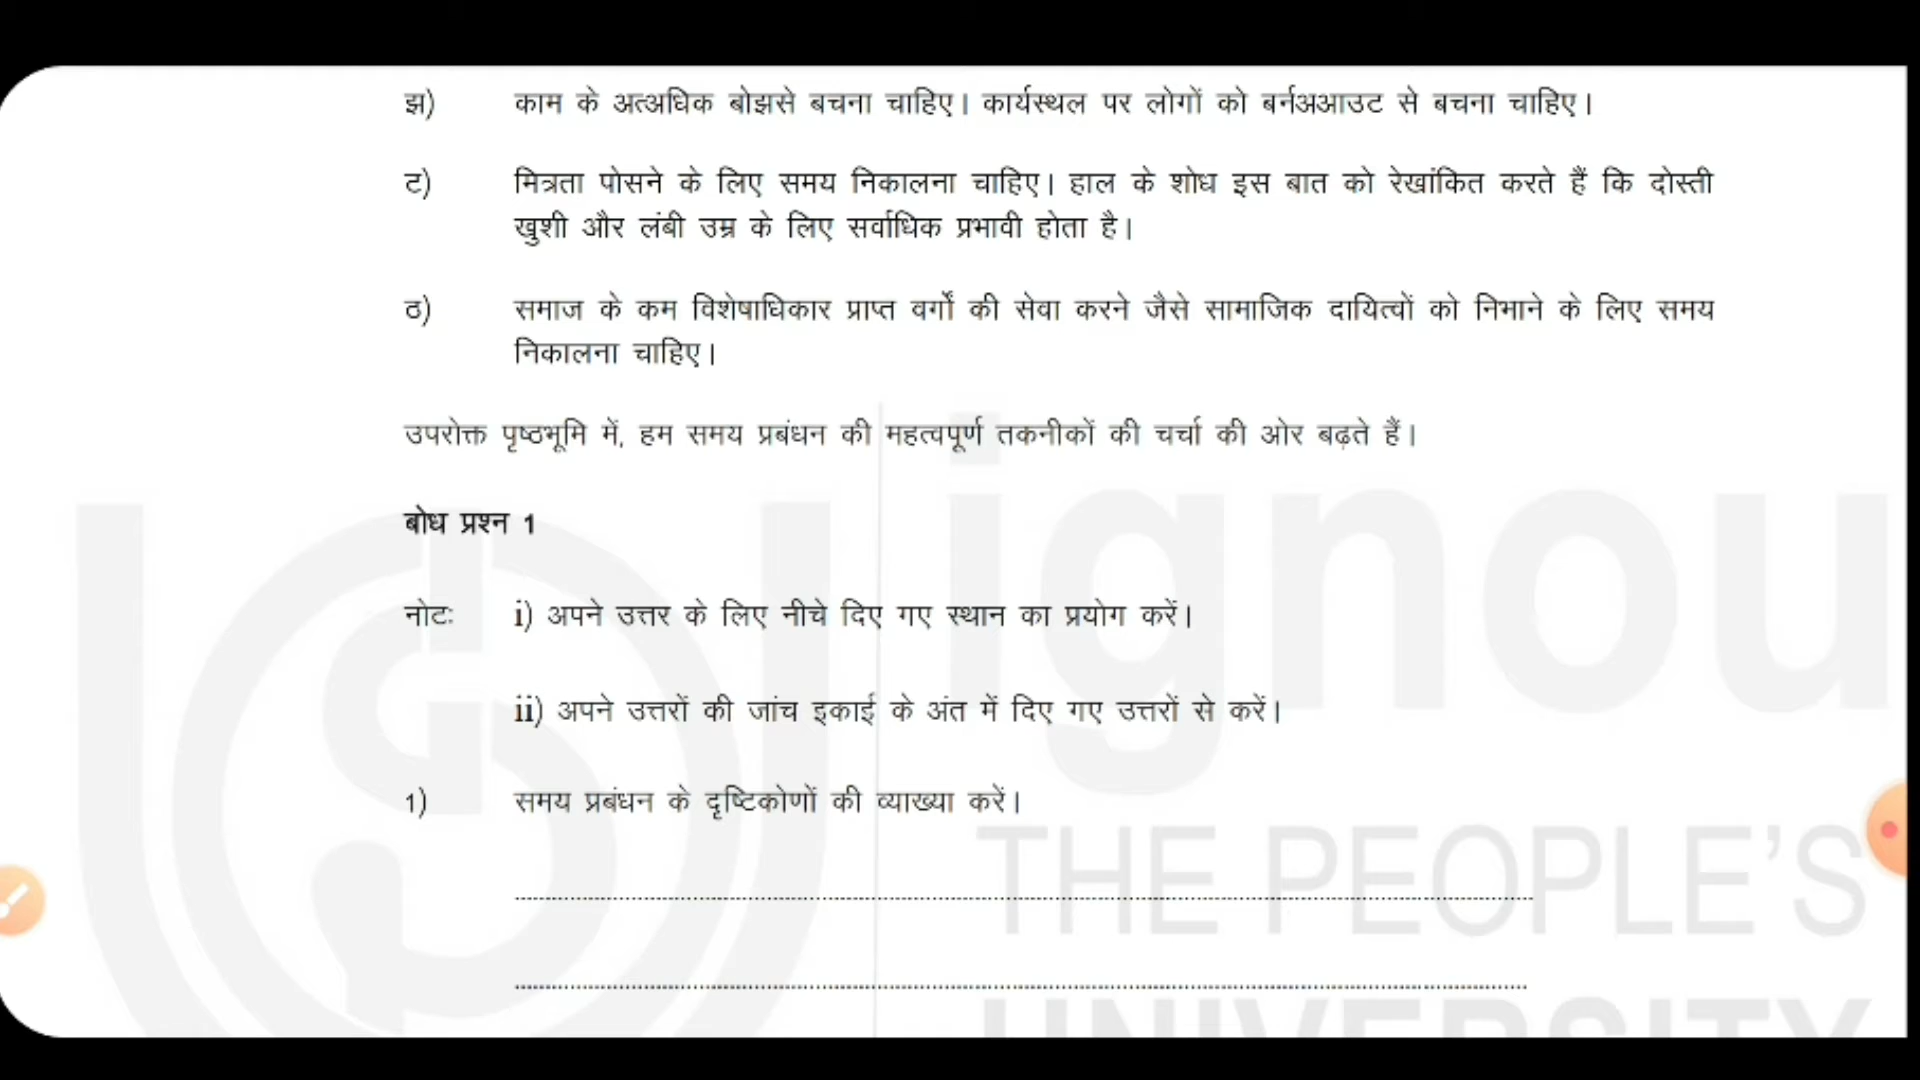 झ) काम के अत्अधिक बोझसे बचना चाहिए। कार्यस्थल पर लोगों को बर्नअआउट से बचना चाहिए।
ट) मित्रता पोसने के लिए समय निकालना चाहिए। हाल के शोध इस बात को रेखांकित करते हैं कि दोस्ती
खुशी और लंबी उम्र के लिए सर्वाधिक प्रभावी होता है।
ठ) समाज के कम विशेषाधिकार प्राप्त वर्गों की सेवा करने जैसे सामाजिक दायित्वों को निभाने के लिए समय
निकालना चाहिए।
उपरोक्त पृष्ठभूमि में, हम समय प्रबंधन की महत्वपूर्ण तकनीकों की चर्चा की ओर बढ़ते हैं।
बोध प्रश्न 1
नोटः i) अपने उत्तर के लिए नीचे दिए गए स्थान का प्रयोग करें।
ii) अपने उत्तरों की जांच इकाई के अंत में दिए गए उत्तरों से करें।
1) समय प्रबंधन के दृष्टिकोणों की व्याख्या करें।
ignou
THE PEOPLE'S
UNIVERSITY